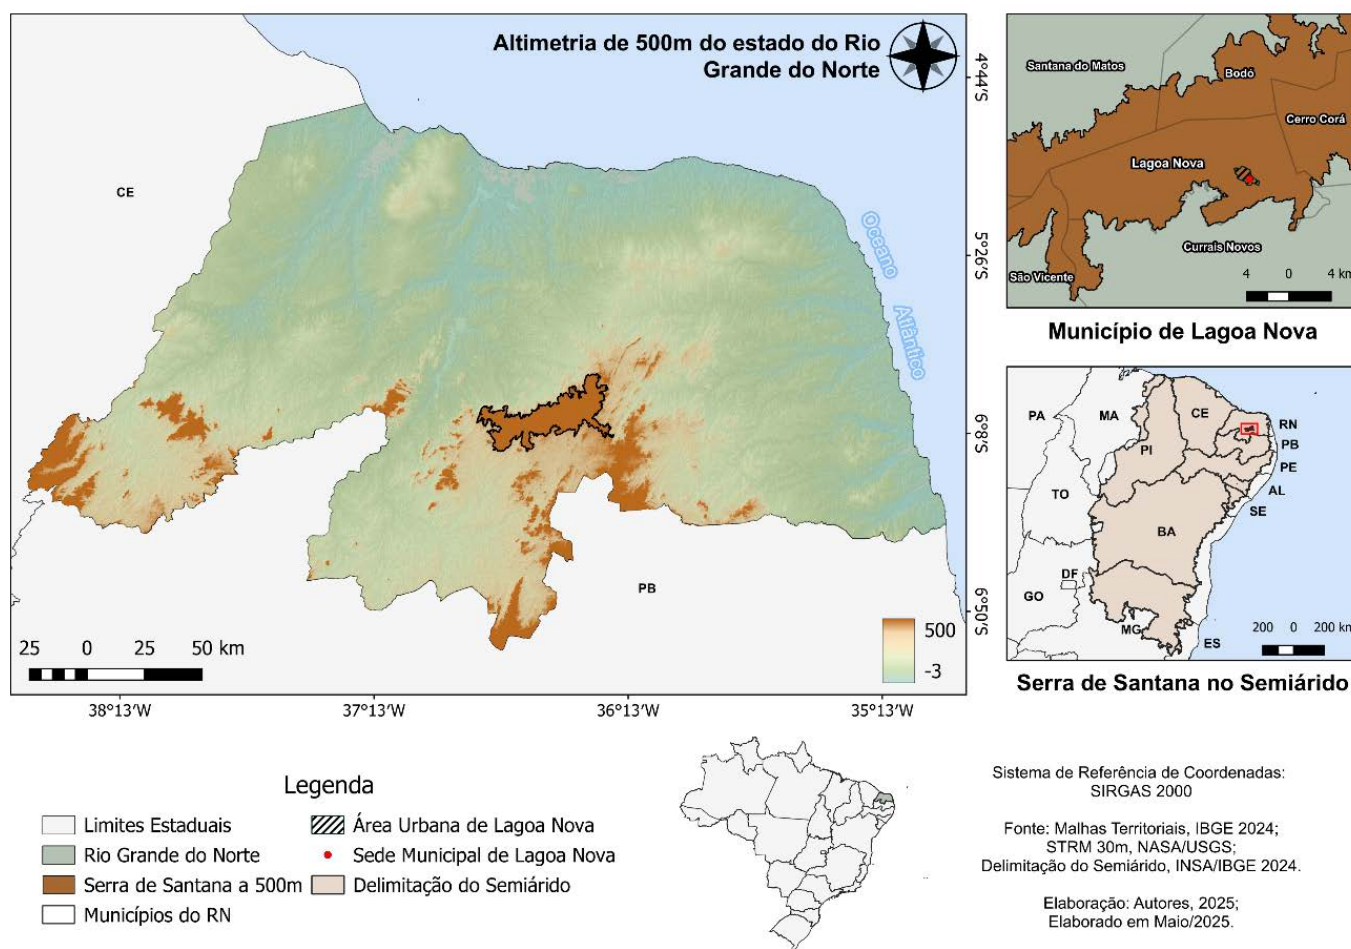 Altimetria de 500m do estado do Rio
Grande do Norte
CE
PB
Oceano Atlântico
4°44'S
5°26'S
6°8'S
6°50'S
38°13'W
37°13'W
36°13'W
35°13'W
25 0 25 50 km
500
-3
Santana do Matos
Bodó
Cerro Corá
Lagoa Nova
Currais Novos
São Vicente
4 0 4 km
Município de Lagoa Nova
PA
MA
CE
RN
PB
PI
PE
AL
TO
SE
BA
DF
GO
MG
ES
200 0 200 km
Serra de Santana no Semiárido
Legenda
Limites Estaduais
Rio Grande do Norte
Serra de Santana a 500m
Municípios do RN
Área Urbana de Lagoa Nova
Sede Municipal de Lagoa Nova
Delimitação do Semiárido
Sistema de Referência de Coordenadas:
SIRGAS 2000
Fonte: Malhas Territoriais, IBGE 2024;
STRM 30m, NASA/USGS;
Delimitação do Semiárido, INSA/IBGE 2024.
Elaboração: Autores, 2025;
Elaborado em Maio/2025.